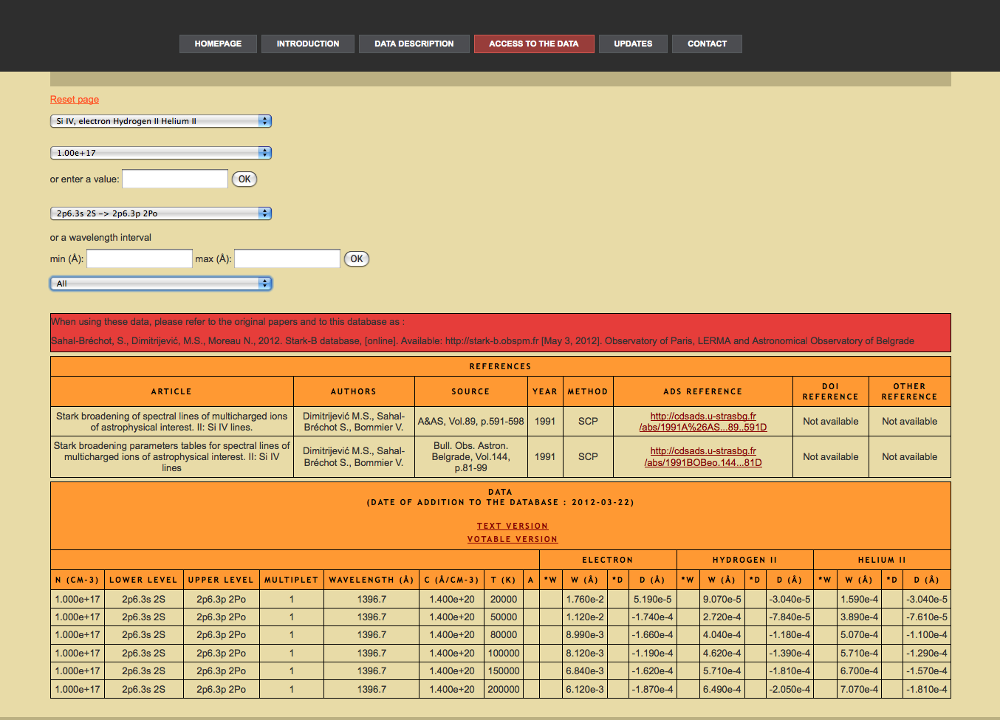 HOMEPAGE INTRODUCTION DATA DESCRIPTION ACCESS TO THE DATA UPDATES CONTACT
Reset page
Si IV, electron Hydrogen II Helium II
1.00e+17
or enter a value: OK
2p6.3s 2S -> 2p6.3p 2Po
or a wavelength interval
min (Å): max (Å): OK
All
When using these data, please refer to the original papers and to this database as :
Sahal-Bréchot, S., Dimitrijević, M.S., Moreau N., 2012. Stark-B database, [online]. Available: http://stark-b.obspm.fr [May 3, 2012]. Observatory of Paris, LERMA and Astronomical Observatory of Belgrade
REFERENCES
ARTICLE AUTHORS SOURCE YEAR METHOD ADS REFERENCE DOI REFERENCE OTHER REFERENCE
Stark broadening of spectral lines of multicharged ions of astrophysical interest. II: Si IV lines. Dimitrijević M.S., Sahal-Bréchot S., Bommier V. A&AS, Vol.89, p.591-598 1991 SCP http://cdsads.u-strasbg.fr/abs/1991A%26AS...89..591D Not available Not available
Stark broadening parameters tables for spectral lines of multicharged ions of astrophysical interest. II: Si IV lines Dimitrijević M.S., Sahal-Bréchot S., Bommier V. Bull. Obs. Astron. Belgrade, Vol.144, p.81-99 1991 SCP http://cdsads.u-strasbg.fr/abs/1991BOBeo.144...81D Not available Not available
DATA
(DATE OF ADDITION TO THE DATABASE : 2012-03-22)
TEXT VERSION
VOTABLE VERSION
ELECTRON HYDROGEN II HELIUM II
N (CM-3) LOWER LEVEL UPPER LEVEL MULTIPLET WAVELENGTH (Å) C (Å/CM-3) T (K) A *W W (Å) *D D (Å) *W W (Å) *D D (Å) *W W (Å) *D D (Å)
1.000e+17 2p6.3s 2S 2p6.3p 2Po 1 1396.7 1.400e+20 20000 1.760e-2 5.190e-5 9.070e-5 -3.040e-5 1.590e-4 -3.040e-5
1.000e+17 2p6.3s 2S 2p6.3p 2Po 1 1396.7 1.400e+20 50000 1.120e-2 -1.740e-4 2.720e-4 -7.840e-5 3.890e-4 -7.610e-5
1.000e+17 2p6.3s 2S 2p6.3p 2Po 1 1396.7 1.400e+20 80000 8.990e-3 -1.660e-4 4.040e-4 -1.180e-4 5.070e-4 -1.100e-4
1.000e+17 2p6.3s 2S 2p6.3p 2Po 1 1396.7 1.400e+20 100000 8.120e-3 -1.190e-4 4.620e-4 -1.390e-4 5.710e-4 -1.290e-4
1.000e+17 2p6.3s 2S 2p6.3p 2Po 1 1396.7 1.400e+20 150000 6.840e-3 -1.620e-4 5.710e-4 -1.810e-4 6.700e-4 -1.570e-4
1.000e+17 2p6.3s 2S 2p6.3p 2Po 1 1396.7 1.400e+20 200000 6.120e-3 -1.870e-4 6.490e-4 -2.050e-4 7.070e-4 -1.810e-4